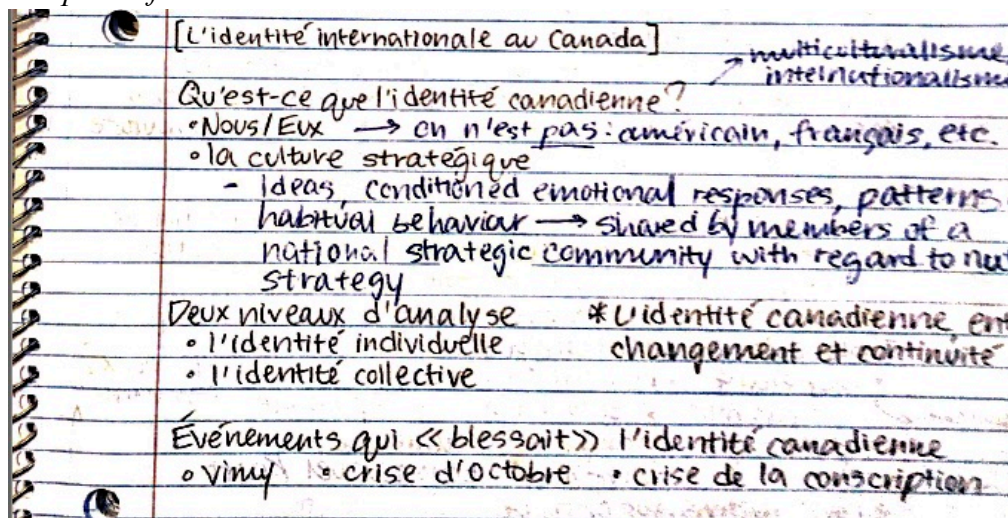 [L'identité internationale au Canada]
multiculturalisme,
internationalisme
Qu'est-ce que l'identité canadienne?
• Nous/Eux → on n'est pas: américain, français, etc.
• la culture stratégique
- ideas, conditioned emotional responses, patterns
habitual behaviour → shared by members of a
national strategic community with regard to
strategy
Deux niveaux d'analyse
* L'identité canadienne
• l'identité individuelle
changement et continuité
• l'identité collective
Événements qui «blessait» l'identité canadienne
• Vimy • crise d'octobre • crise de la conscription